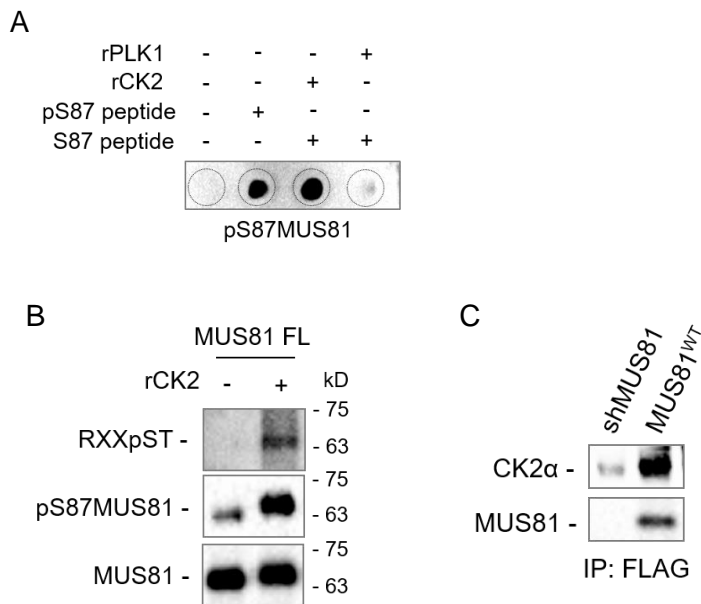 A
rPLK1 - - - +
rCK2 - - + -
pS87 peptide - + - -
S87 peptide - - + +
pS87MUS81
B
MUS81 FL
rCK2 - + kD
- 75
RXXpST -
- 63
- 75
pS87MUS81 -
- 63
- 75
MUS81 -
- 63
C
shMUS81
MUS81WT
CK2α -
MUS81 -
IP: FLAG